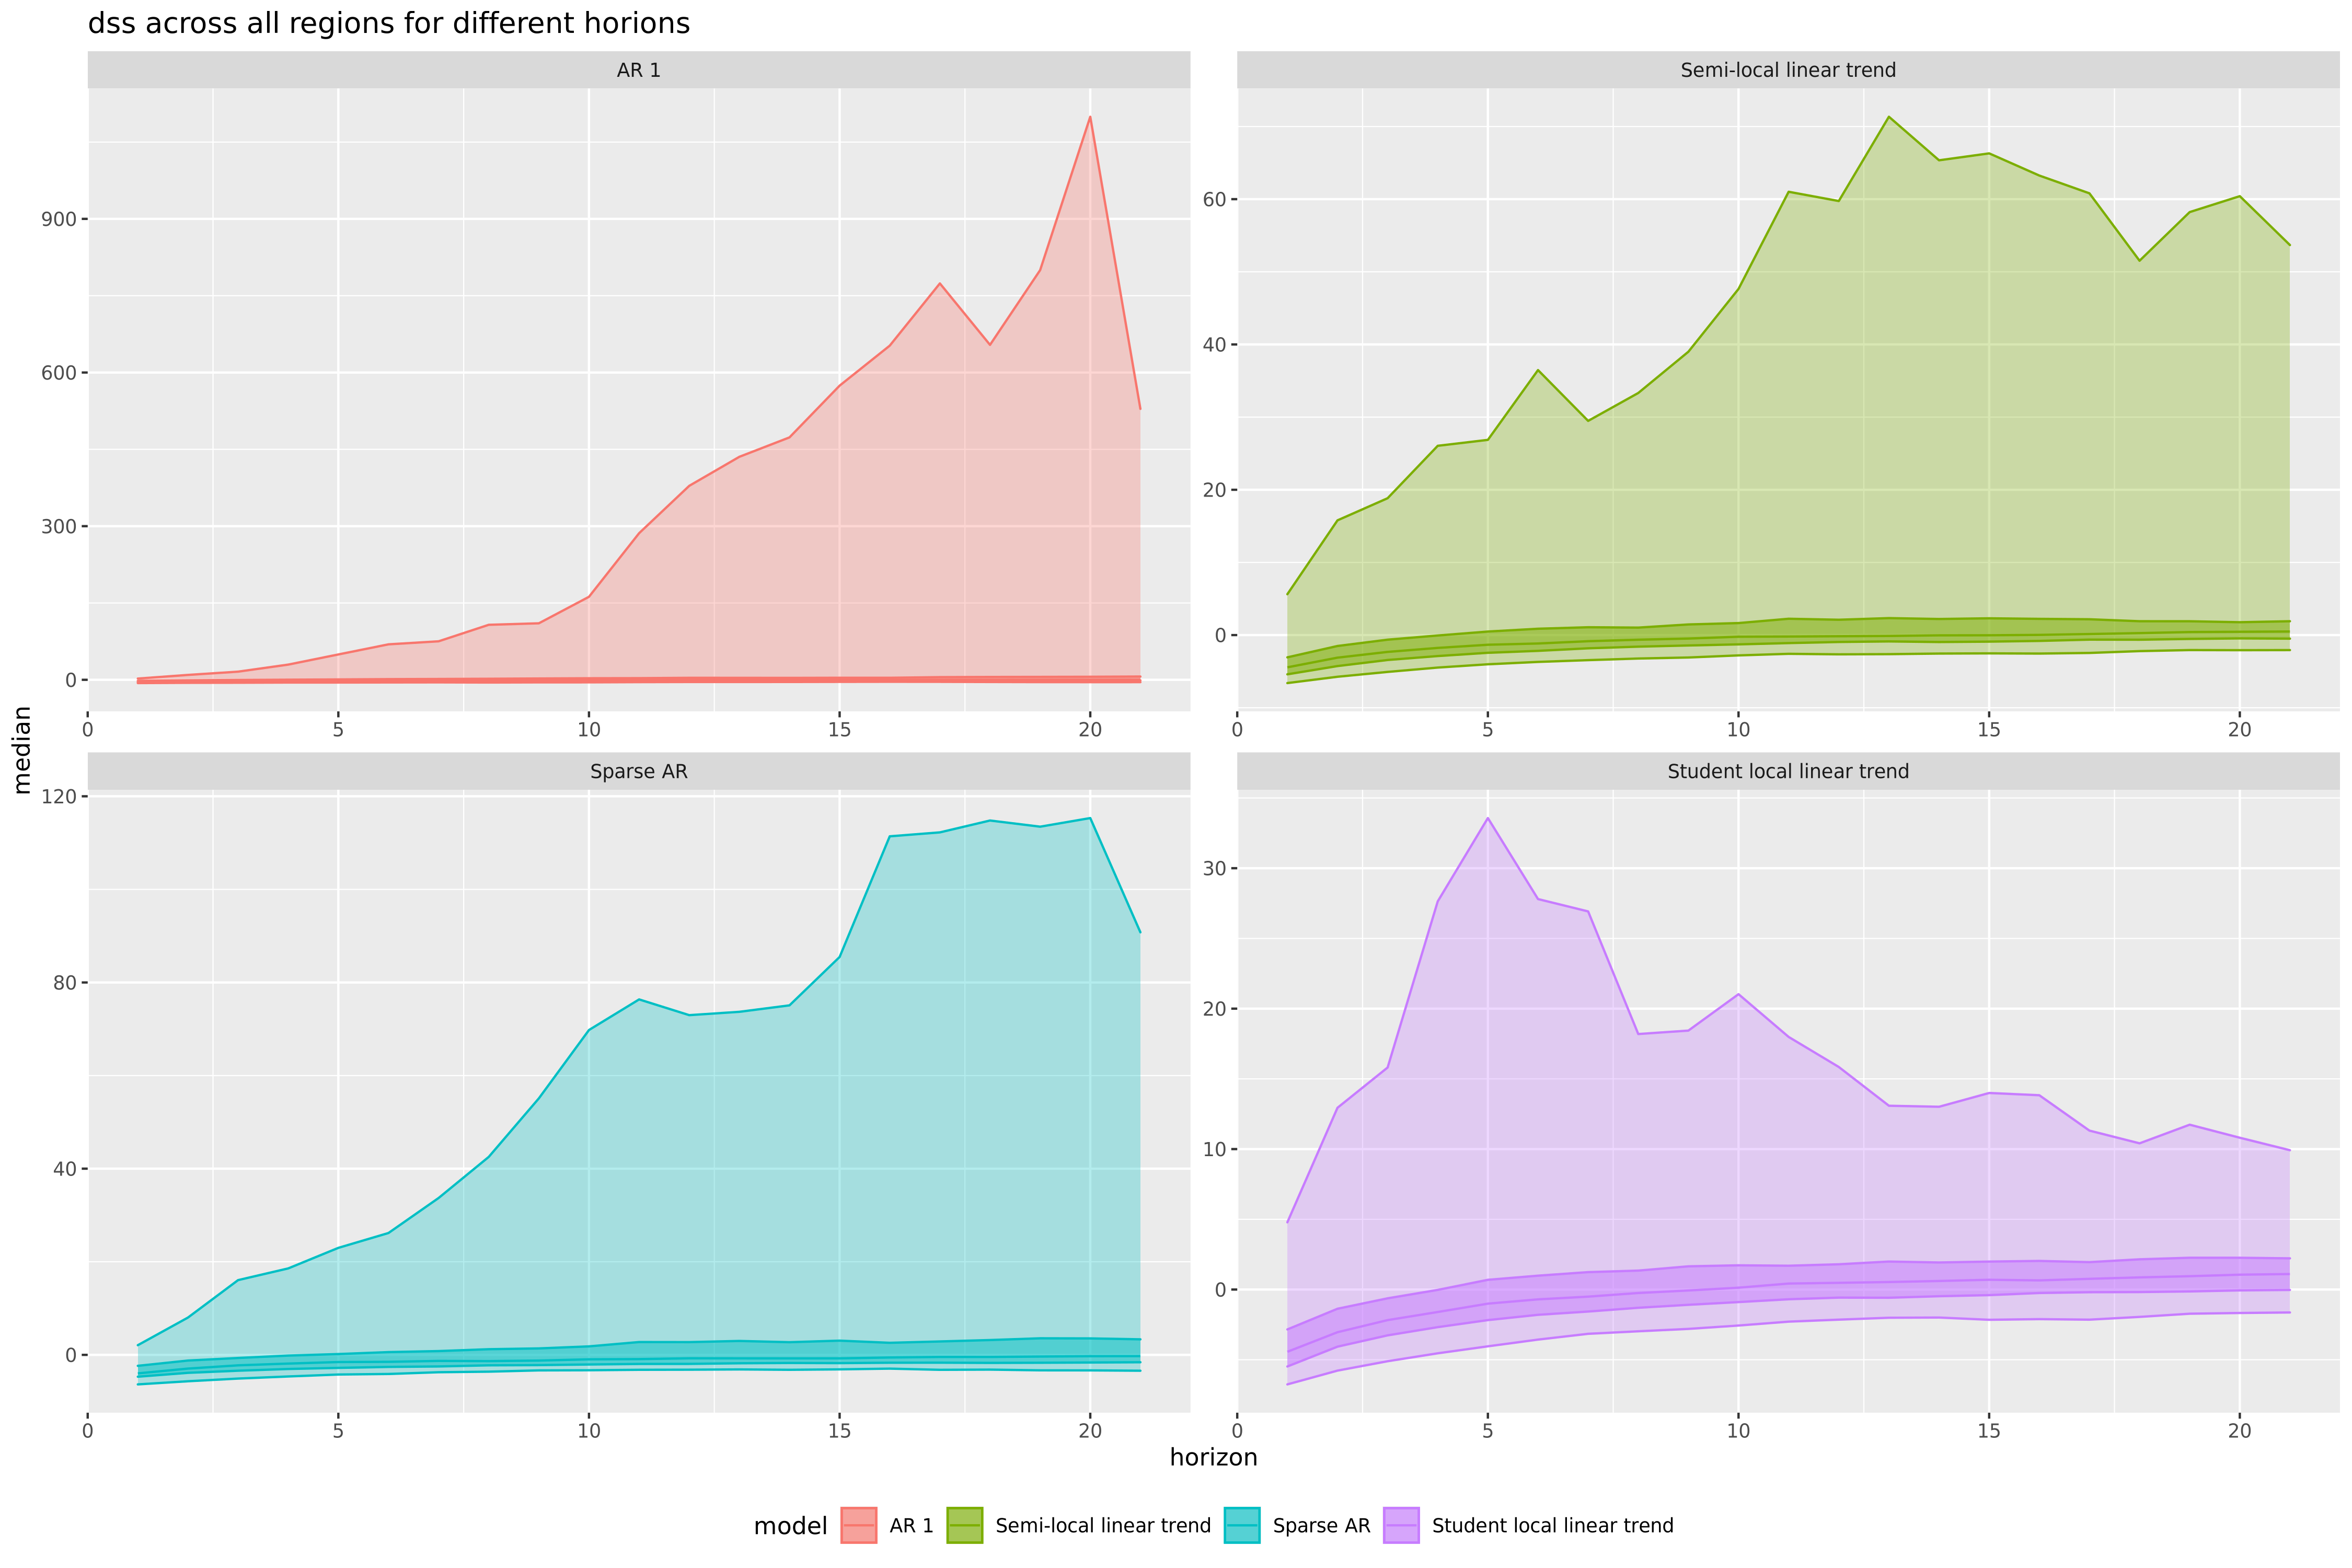 dss across all regions for different horions
AR 1
Semi-local linear trend
900
600
300
0
60
40
20
0
0 5 10 15 20
0 5 10 15 20
median
Sparse AR
Student local linear trend
120
80
40
0
30
20
10
0
0 5 10 15 20
0 5 10 15 20
horizon
model AR 1 Semi-local linear trend Sparse AR Student local linear trend